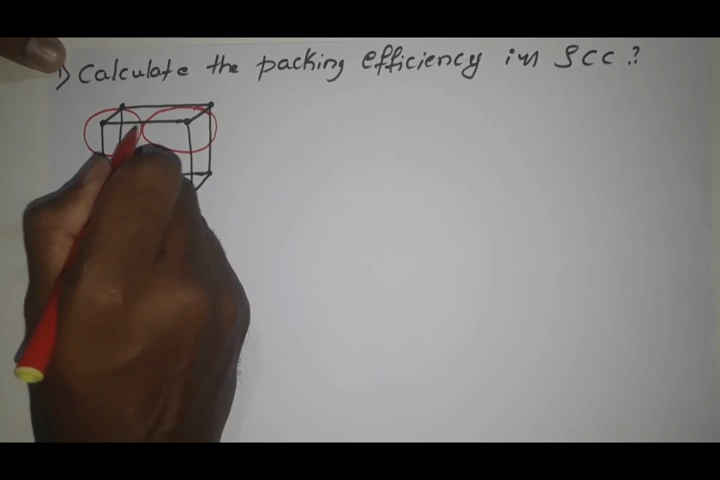 1) Calculate the packing efficiency in SCC?